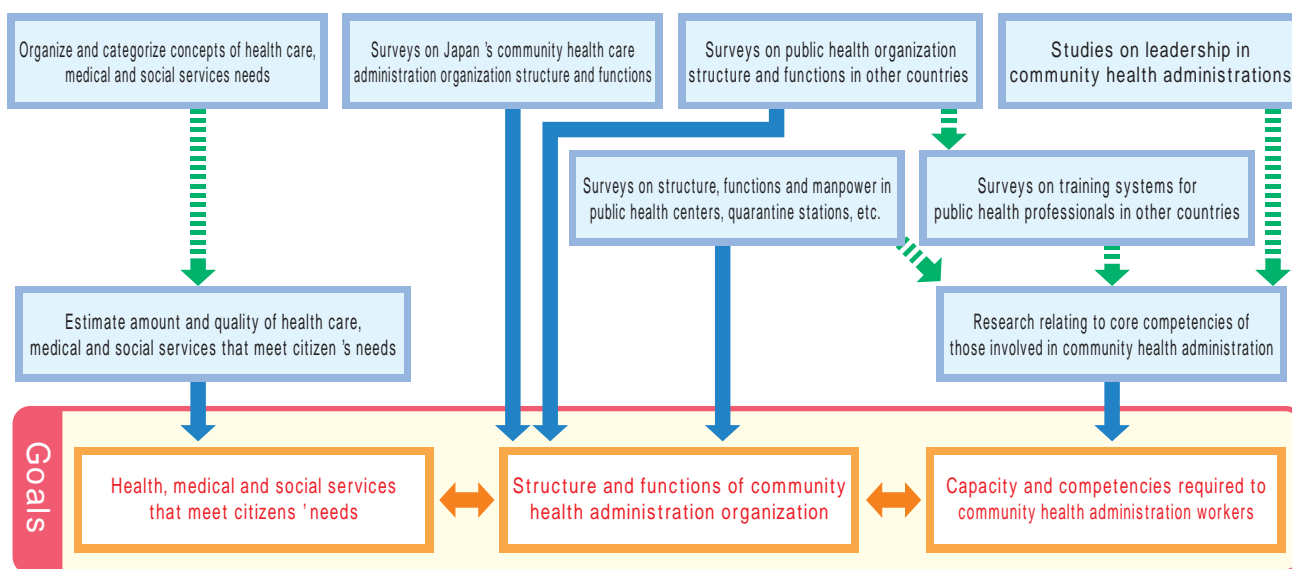 Organize and categorize concepts of health care,
medical and social services needs
Surveys on Japan 's community health care
administration organization structure and functions
Surveys on public health organization
structure and functions in other countries
Studies on leadership in
community health administrations
Surveys on structure, functions and manpower in
public health centers, quarantine stations, etc.
Surveys on training systems for
public health professionals in other countries
Estimate amount and quality of health care,
medical and social services that meet citizen 's needs
Research relating to core competencies of
those involved in community health administration
Goals
Health, medical and social services
that meet citizens ' needs
Structure and functions of community
health administration organization
Capacity and competencies required to
community health administration workers